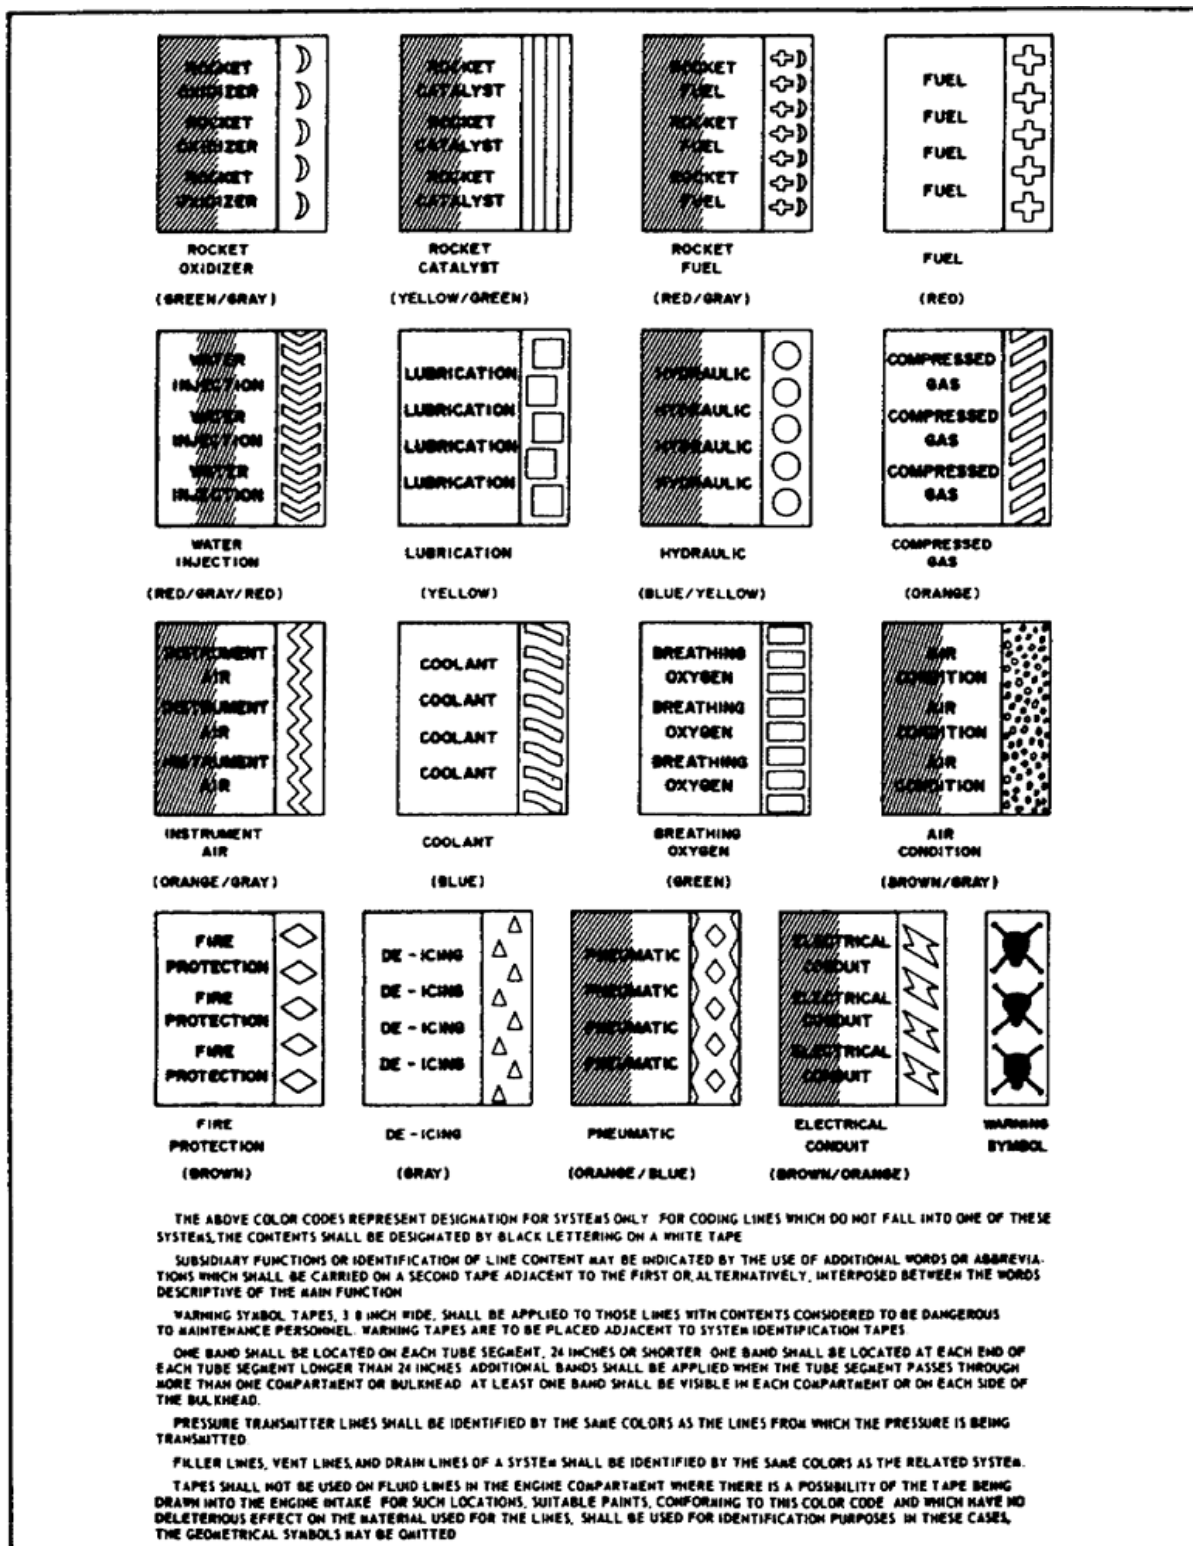 ROCKET
OXIDIZER
ROCKET
OXIDIZER
ROCKET
OXIDIZER
ROCKET
OXIDIZER
(GREEN/GRAY)
ROCKET
CATALYST
ROCKET
CATALYST
ROCKET
CATALYST
ROCKET
CATALYST
(YELLOW/GREEN)
ROCKET
FUEL
ROCKET
FUEL
ROCKET
FUEL
ROCKET
FUEL
(RED/GRAY)
FUEL
FUEL
FUEL
FUEL
FUEL
(RED)
WATER
INJECTION
WATER
INJECTION
WATER
INJECTION
WATER
INJECTION
(RED/GRAY/RED)
LUBRICATION
LUBRICATION
LUBRICATION
LUBRICATION
LUBRICATION
(YELLOW)
HYDRAULIC
HYDRAULIC
HYDRAULIC
HYDRAULIC
HYDRAULIC
(BLUE/YELLOW)
COMPRESSED
GAS
COMPRESSED
GAS
COMPRESSED
GAS
COMPRESSED
GAS
(ORANGE)
INSTRUMENT
AIR
INSTRUMENT
AIR
INSTRUMENT
AIR
INSTRUMENT
AIR
(ORANGE/GRAY)
COOLANT
COOLANT
COOLANT
COOLANT
COOLANT
(BLUE)
BREATHING
OXYGEN
BREATHING
OXYGEN
BREATHING
OXYGEN
BREATHING
OXYGEN
(GREEN)
AIR
CONDITION
AIR
CONDITION
AIR
CONDITION
AIR
CONDITION
(BROWN/GRAY)
FIRE
PROTECTION
FIRE
PROTECTION
FIRE
PROTECTION
FIRE
PROTECTION
(BROWN)
DE-ICING
DE-ICING
DE-ICING
DE-ICING
DE-ICING
(GRAY)
PNEUMATIC
PNEUMATIC
PNEUMATIC
PNEUMATIC
PNEUMATIC
(ORANGE/BLUE)
ELECTRICAL
CONDUIT
ELECTRICAL
CONDUIT
ELECTRICAL
CONDUIT
ELECTRICAL
CONDUIT
(BROWN/ORANGE)
WARNING
SYMBOL
THE ABOVE COLOR CODES REPRESENT DESIGNATION FOR SYSTEMS ONLY FOR CODING LINES WHICH DO NOT FALL INTO ONE OF THESE
SYSTEMS, THE CONTENTS SHALL BE DESIGNATED BY BLACK LETTERING ON A WHITE TAPE
SUBSIDIARY FUNCTIONS OR IDENTIFICATION OF LINE CONTENT MAY BE INDICATED BY THE USE OF ADDITIONAL WORDS OR ABBREVIA-
TIONS WHICH SHALL BE CARRIED ON A SECOND TAPE ADJACENT TO THE FIRST OR, ALTERNATIVELY, INTERPOSED BETWEEN THE WORDS
DESCRIPTIVE OF THE MAIN FUNCTION
WARNING SYMBOL TAPES, 3 8 INCH WIDE, SHALL BE APPLIED TO THOSE LINES WITH CONTENTS CONSIDERED TO BE DANGEROUS
TO MAINTENANCE PERSONNEL. WARNING TAPES ARE TO BE PLACED ADJACENT TO SYSTEM IDENTIFICATION TAPES
ONE BAND SHALL BE LOCATED ON EACH TUBE SEGMENT, 24 INCHES OR SHORTER ONE BAND SHALL BE LOCATED AT EACH END OF
EACH TUBE SEGMENT LONGER THAN 24 INCHES ADDITIONAL BANDS SHALL BE APPLIED WHEN THE TUBE SEGMENT PASSES THROUGH
MORE THAN ONE COMPARTMENT OR BULKHEAD AT LEAST ONE BAND SHALL BE VISIBLE IN EACH COMPARTMENT OR ON EACH SIDE OF
THE BULKHEAD.
PRESSURE TRANSMITTER LINES SHALL BE IDENTIFIED BY THE SAME COLORS AS THE LINES FROM WHICH THE PRESSURE IS BEING
TRANSMITTED
FILLER LINES, VENT LINES, AND DRAIN LINES OF A SYSTEM SHALL BE IDENTIFIED BY THE SAME COLORS AS THE RELATED SYSTEM.
TAPES SHALL NOT BE USED ON FLUID LINES IN THE ENGINE COMPARTMENT WHERE THERE IS A POSSIBILITY OF THE TAPE BEING
DRAWN INTO THE ENGINE INTAKE FOR SUCH LOCATIONS, SUITABLE PAINTS, CONFORMING TO THIS COLOR CODE AND WHICH HAVE NO
DELETERIOUS EFFECT ON THE MATERIAL USED FOR THE LINES, SHALL BE USED FOR IDENTIFICATION PURPOSES IN THESE CASES,
THE GEOMETRICAL SYMBOLS MAY BE OMITTED